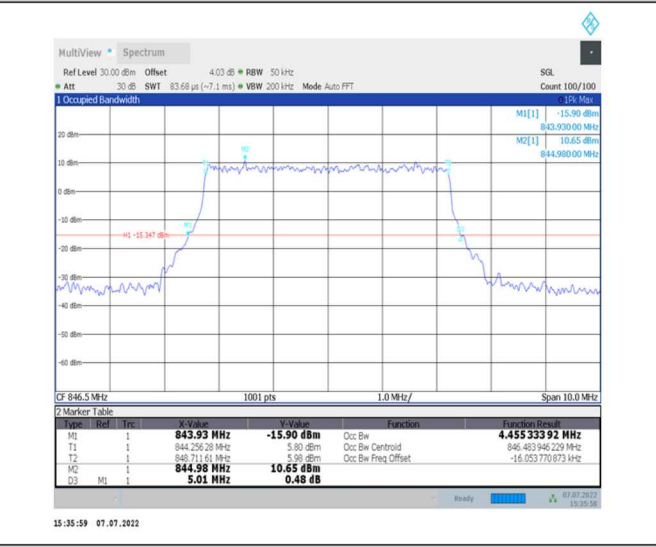 MultiView Spectrum
Ref Level 30.00 dBm Offset 4.03 dB RBW 50 kHz SGL
Att 30 dB SWT 83.68 µs (~7.1 ms) VBW 200 kHz Mode Auto FFT Count 100/100
1 Occupied Bandwidth 1Pk Max
M1[1] -15.90 dBm
843.93000 MHz
M2[1] 10.65 dBm
844.98000 MHz
20 dBm
M2
10 dBm
0 dBm
-10 dBm
M1
H1 -15.347 dBm
-20 dBm
-30 dBm
-40 dBm
-50 dBm
-60 dBm
CF 846.5 MHz 1001 pts 1.0 MHz/ Span 10.0 MHz
2 Marker Table
Type Ref Trc X-Value Y-Value Function Function Result
M1 1 843.93 MHz -15.90 dBm Occ Bw 4.455 333 92 MHz
T1 1 844.256 28 MHz 5.80 dBm Occ Bw Centroid 846.483 946 229 MHz
T2 1 848.711 61 MHz 5.98 dBm Occ Bw Freq Offset -16.053 770 873 kHz
M2 1 844.98 MHz 10.65 dBm
D3 M1 1 5.01 MHz 0.48 dB
Ready 07.07.2022
15:35:58
15:35:59 07.07.2022